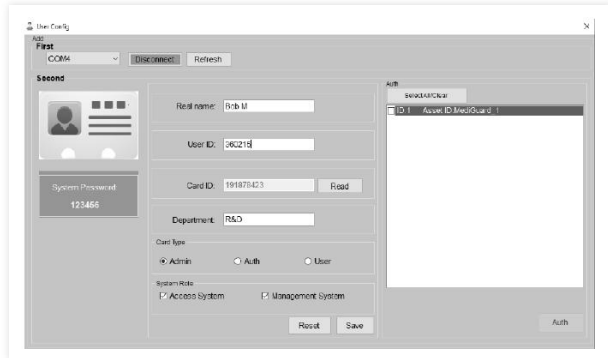 User Config
Add
First
COM4 Disconnect Refresh
Second
System Password
123456
Real name: Bob M
User ID: 360215
Card ID: 191878423 Read
Department: R&D
Card Type
Admin Auth User
System Role
Access System Management System
Reset Save
Auth
Select All/Clear
ID:1 Asset ID:MediGuard_1
Auth